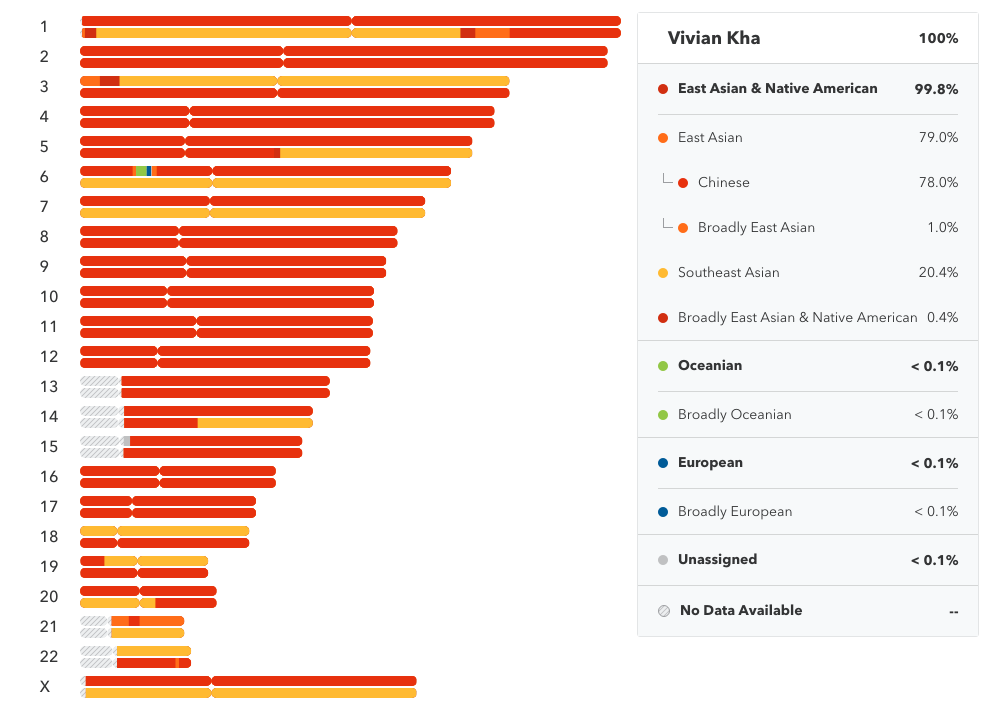 1
2
3
4
5
6
7
8
9
10
11
12
13
14
15
16
17
18
19
20
21
22
X
Vivian Kha 100%
East Asian & Native American 99.8%
East Asian 79.0%
Chinese 78.0%
Broadly East Asian 1.0%
Southeast Asian 20.4%
Broadly East Asian & Native American 0.4%
Oceanian < 0.1%
Broadly Oceanian < 0.1%
European < 0.1%
Broadly European < 0.1%
Unassigned < 0.1%
No Data Available --